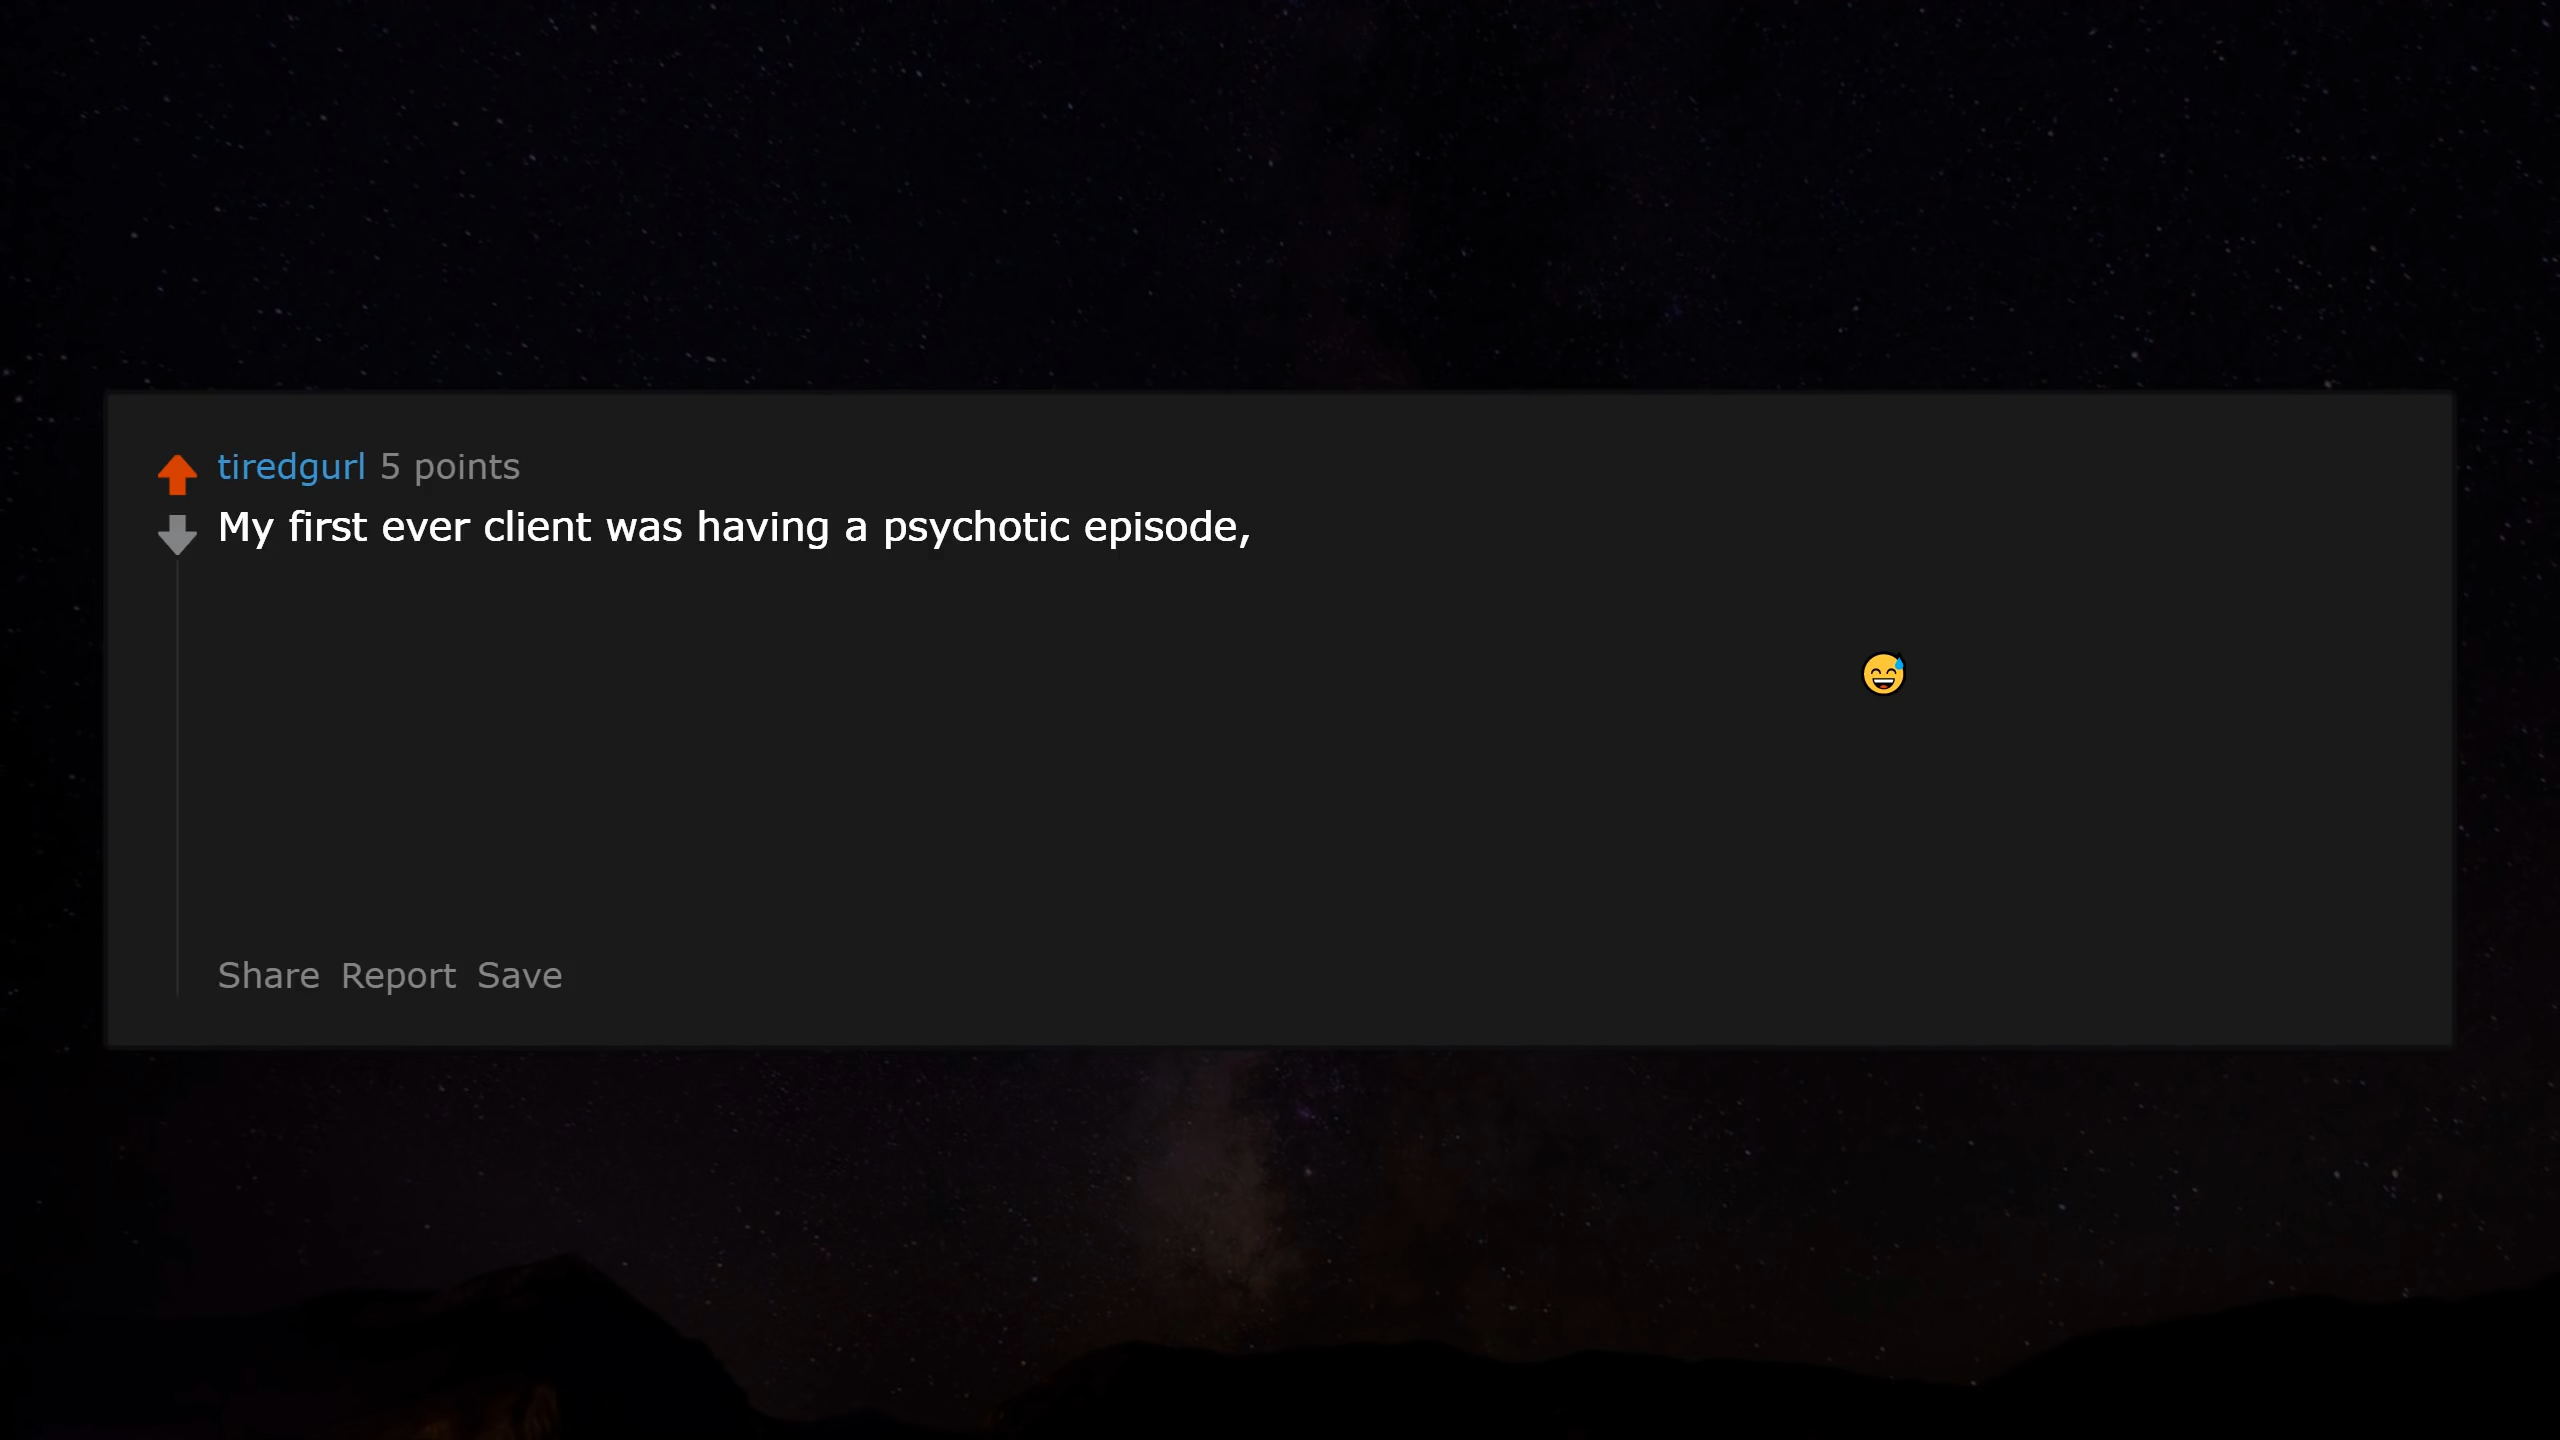 tiredgurl 5 points
My first ever client was having a psychotic episode,
😅
Share Report Save